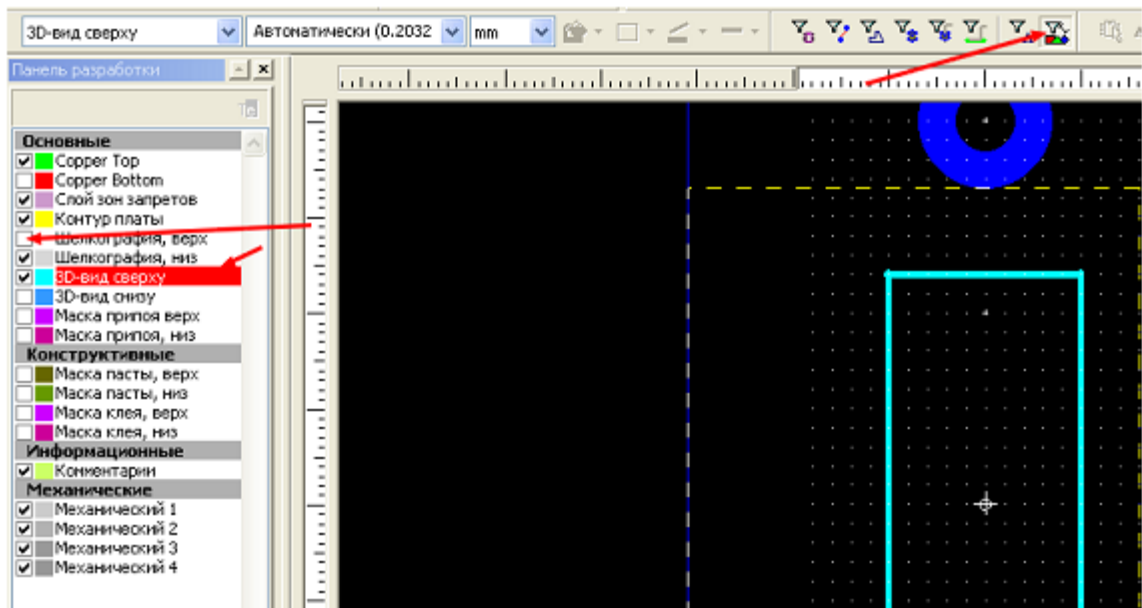 3D-вид сверху
Автоматически (0.2032
mm
Панель разработки
Основные
Copper Top
Copper Bottom
Слой зон запретов
Контур платы
Шелкография, верх
Шелкография, низ
3D-вид сверху
3D-вид снизу
Маска припоя верх
Маска припоя, низ
Конструктивные
Маска пасты, верх
Маска пасты, низ
Маска клея, верх
Маска клея, низ
Информационные
Комментарии
Механические
Механический 1
Механический 2
Механический 3
Механический 4